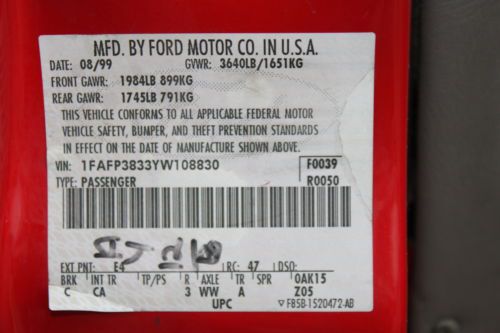 MFD. BY FORD MOTOR CO. IN U.S.A.
DATE: 08/99 GVWR: 3640LB/1651KG
FRONT GAWR: 1984LB 899KG
REAR GAWR: 1745LB 791KG
THIS VEHICLE CONFORMS TO ALL APPLICABLE FEDERAL MOTOR
VEHICLE SAFETY, BUMPER, AND THEFT PREVENTION STANDARDS
IN EFFECT ON THE DATE OF MANUFACTURE SHOWN ABOVE.
VIN: 1FAFP3833YW108830 F0039
TYPE: PASSENGER R0050
EXT PNT: E4 RC: 47 DSO:
BRK INT TR TP/PS R AXLE TR SPR 0AK15
C CA 3 WW A Z05
UPC F85B-1520472-AB